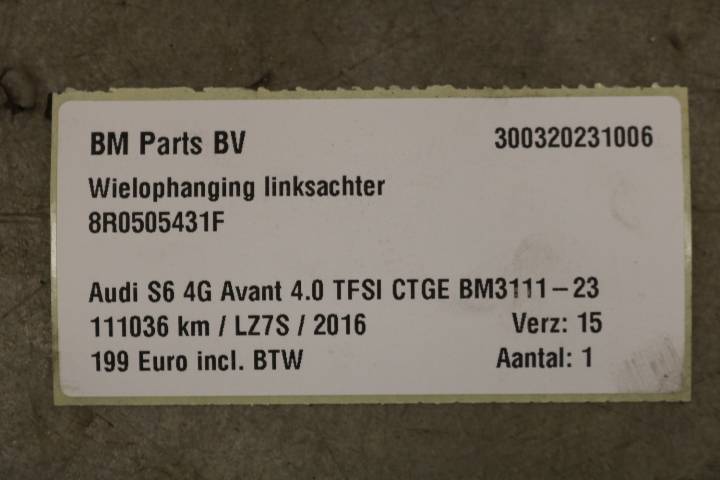 BM Parts BV 300320231006
Wielophanging linksachter
8R0505431F
Audi S6 4G Avant 4.0 TFSI CTGE BM3111-23
111036 km / LZ7S / 2016 Verz: 15
199 Euro incl. BTW Aantal: 1